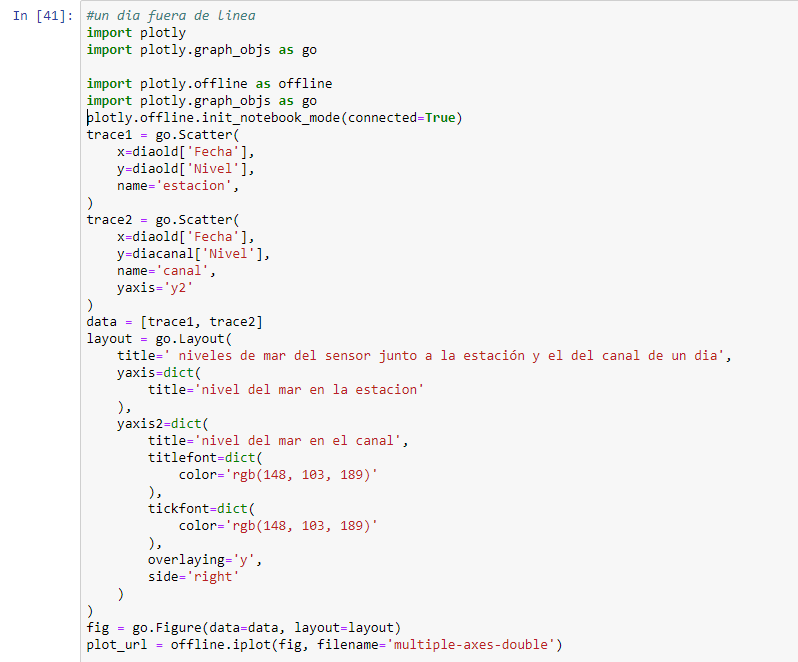 In [41]: #un dia fuera de linea
import plotly
import plotly.graph_objs as go

import plotly.offline as offline
import plotly.graph_objs as go
plotly.offline.init_notebook_mode(connected=True)
trace1 = go.Scatter(
    x=diaold['Fecha'],
    y=diaold['Nivel'],
    name='estacion',
)
trace2 = go.Scatter(
    x=diaold['Fecha'],
    y=diacanal['Nivel'],
    name='canal',
    yaxis='y2'
)
data = [trace1, trace2]
layout = go.Layout(
    title=' niveles de mar del sensor junto a la estación y el del canal de un dia',
    yaxis=dict(
        title='nivel del mar en la estacion'
    ),
    yaxis2=dict(
        title='nivel del mar en el canal',
        titlefont=dict(
            color='rgb(148, 103, 189)'
        ),
        tickfont=dict(
            color='rgb(148, 103, 189)'
        ),
        overlaying='y',
        side='right'
    )
)
fig = go.Figure(data=data, layout=layout)
plot_url = offline.iplot(fig, filename='multiple-axes-double')